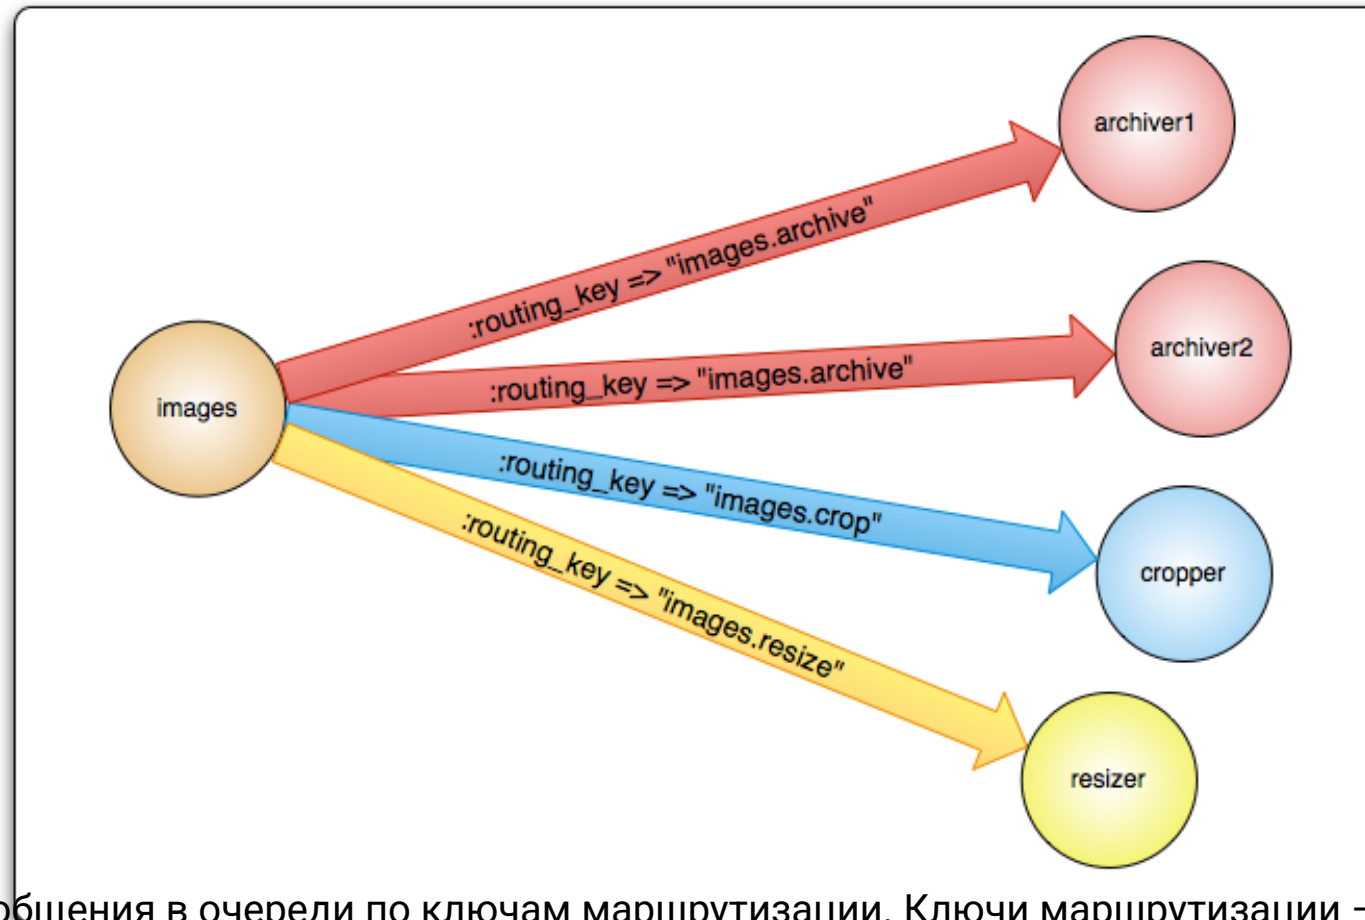 archiver1
:routing_key => "images.archive"
archiver2
:routing_key => "images.archive"
images
:routing_key => "images.crop"
cropper
:routing_key => "images.resize"
resizer
общения в очереди по ключам маршрутизации. Ключи маршрутизации -